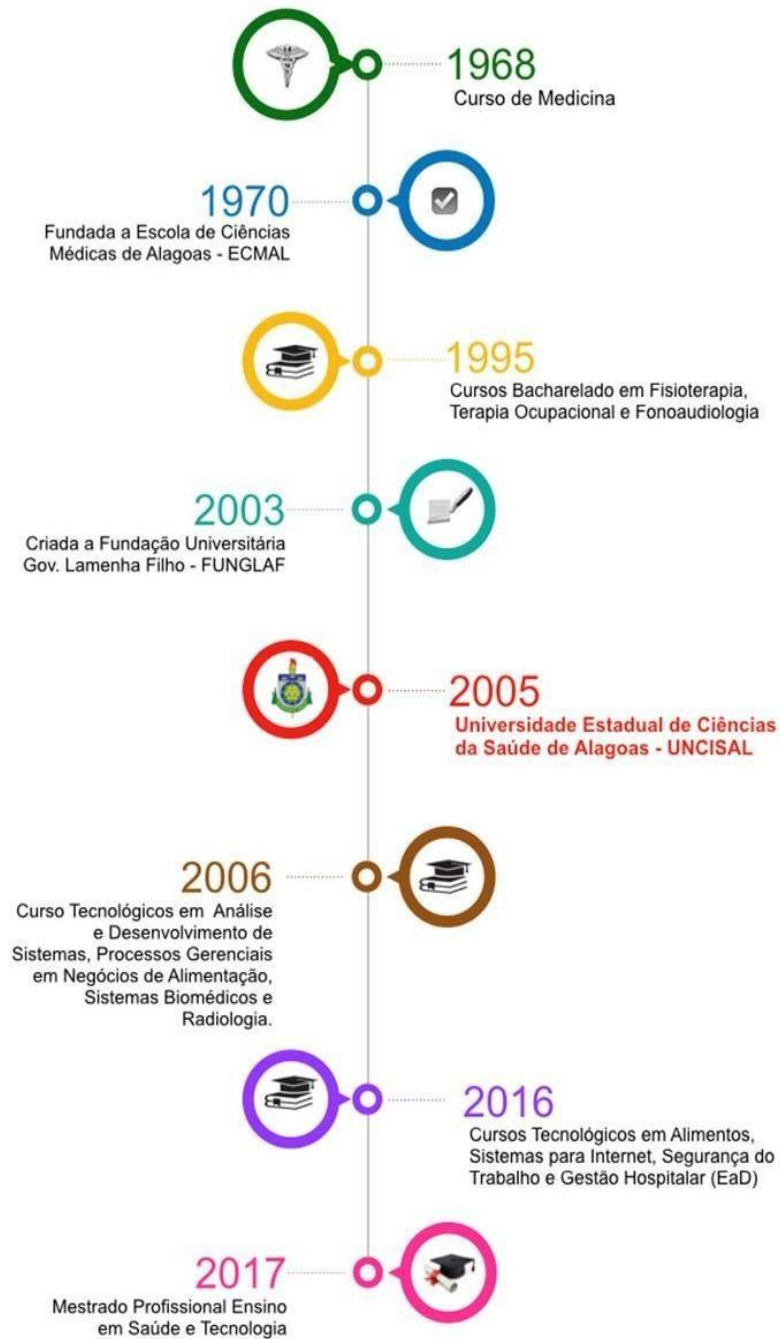 1968
Curso de Medicina
1970
Fundada a Escola de Ciências
Médicas de Alagoas - ECMAL
1995
Cursos Bacharelado em Fisioterapia,
Terapia Ocupacional e Fonoaudiologia
2003
Criada a Fundação Universitária
Gov. Lamenha Filho - FUNGLAF
2005
Universidade Estadual de Ciências
da Saúde de Alagoas - UNCISAL
2006
Curso Tecnológicos em Análise
e Desenvolvimento de
Sistemas, Processos Gerenciais
em Negócios de Alimentação,
Sistemas Biomédicos e
Radiologia.
2016
Cursos Tecnológicos em Alimentos,
Sistemas para Internet, Segurança do
Trabalho e Gestão Hospitalar (EaD)
2017
Mestrado Profissional Ensino
em Saúde e Tecnologia